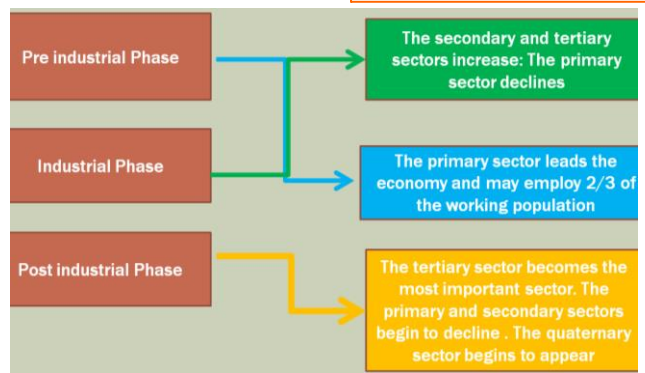 Pre industrial Phase
The secondary and tertiary
sectors increase: The primary
sector declines
Industrial Phase
The primary sector leads the
economy and may employ 2/3 of
the working population
Post industrial Phase
The tertiary sector becomes the
most important sector. The
primary and secondary sectors
begin to decline . The quaternary
sector begins to appear